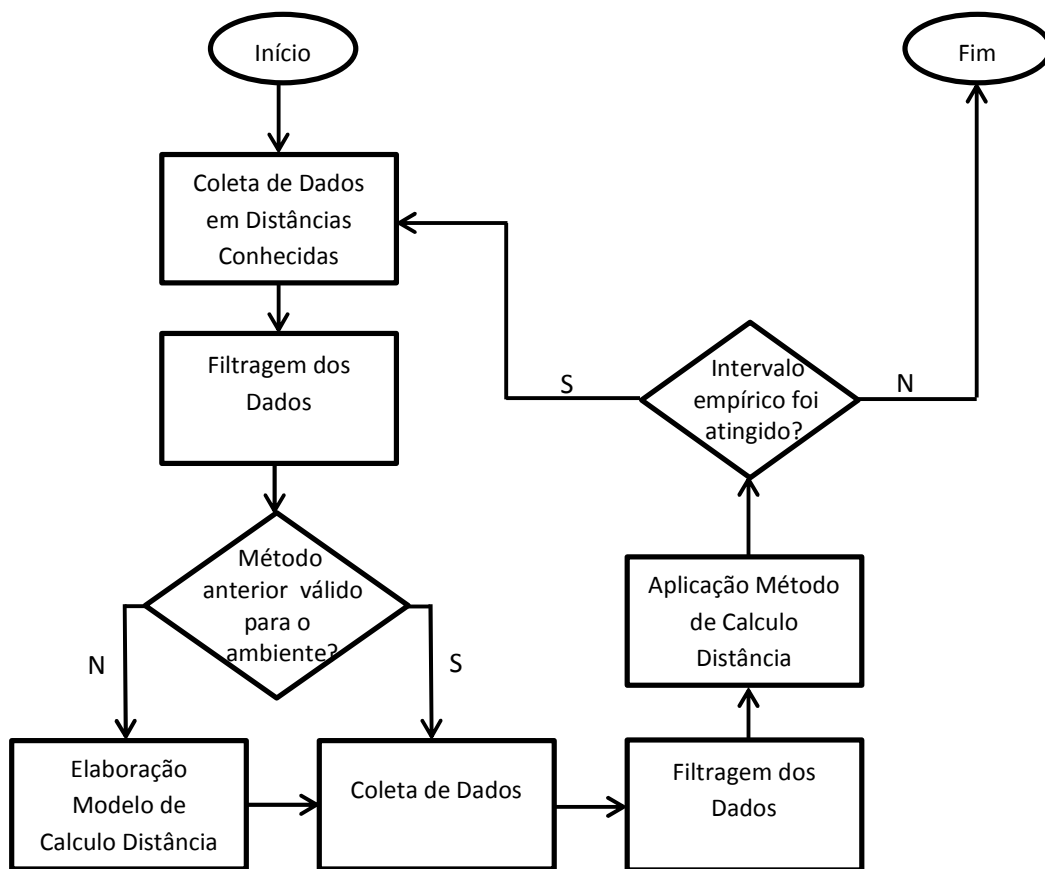 Início
Fim
Coleta de Dados
em Distâncias
Conhecidas
Filtragem dos
Dados
Intervalo
empírico foi
atingido?
S
N
Método
anterior válido
para o
ambiente?
N
S
Aplicação Método
de Calculo
Distância
Elaboração
Modelo de
Calculo Distância
Coleta de Dados
Filtragem dos
Dados